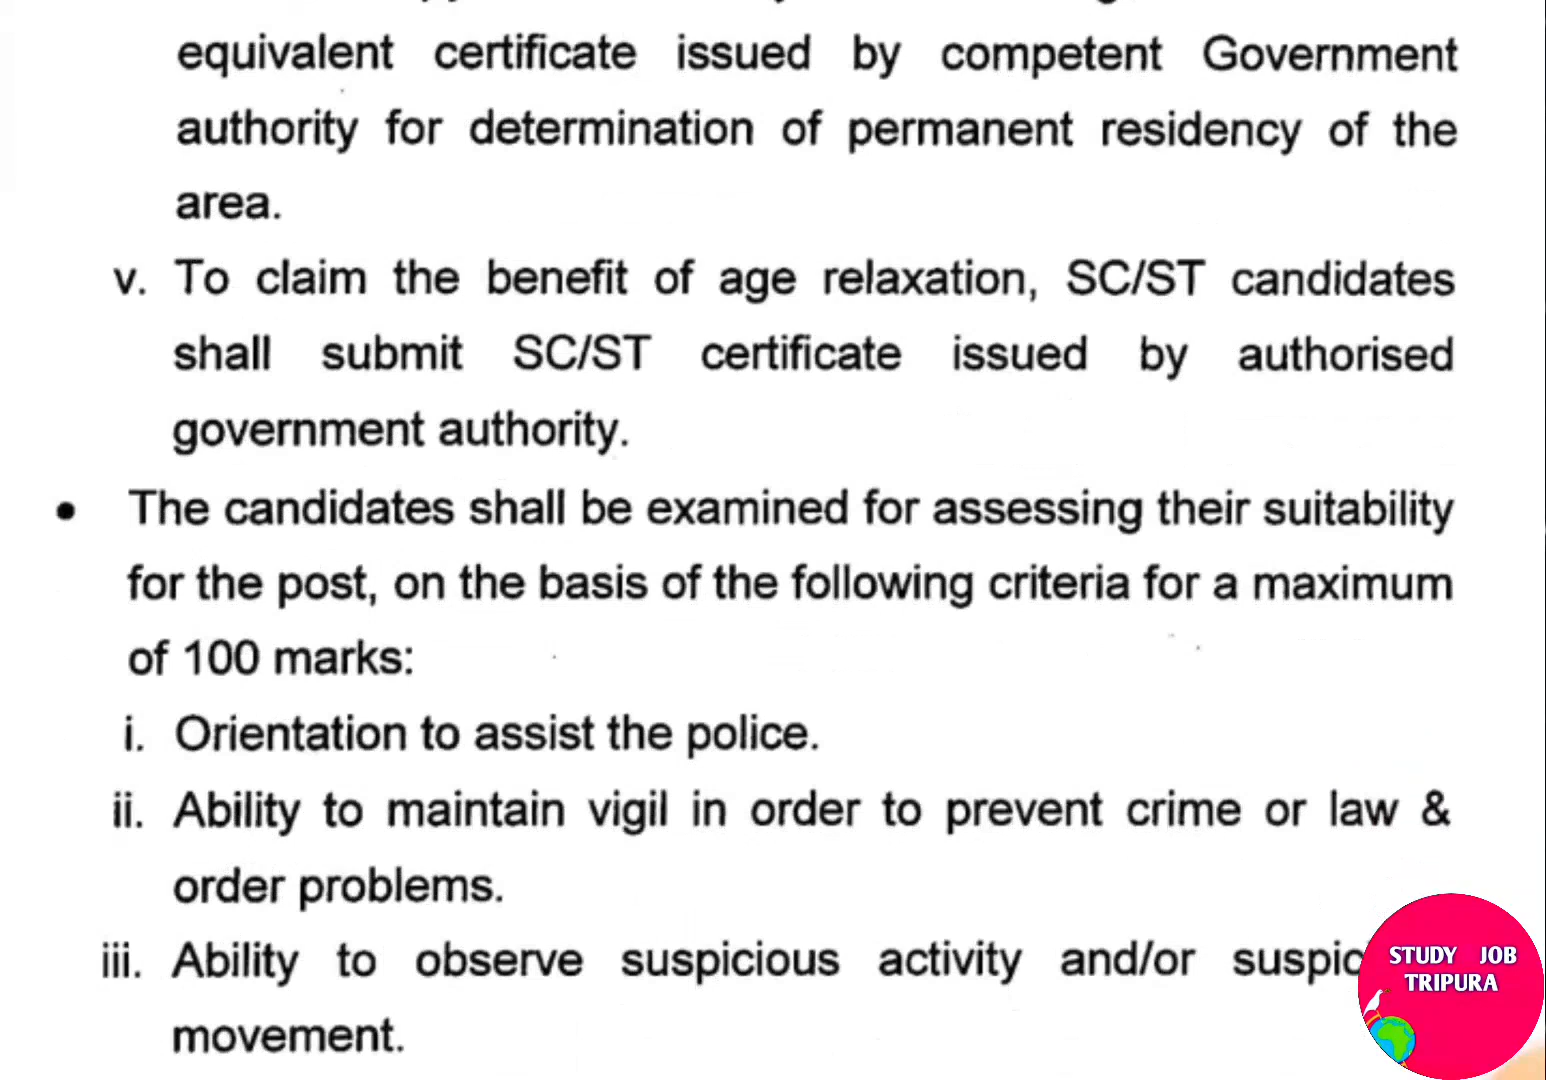 equivalent certificate issued by competent Government
authority for determination of permanent residency of the
area.
v. To claim the benefit of age relaxation, SC/ST candidates
shall submit SC/ST certificate issued by authorised
government authority.
• The candidates shall be examined for assessing their suitability
for the post, on the basis of the following criteria for a maximum
of 100 marks:
i. Orientation to assist the police.
ii. Ability to maintain vigil in order to prevent crime or law &
order problems.
iii. Ability to observe suspicious activity and/or
movement.
STUDY JOB
TRIPURA